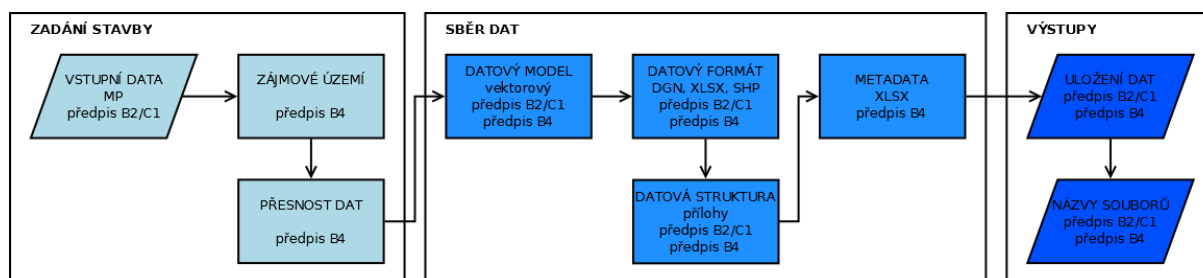 ZADÁNÍ STAVBY
VSTUPNÍ DATA
MP
předpis B2/C1
ZÁJMOVÉ ÚZEMÍ
předpis B4
PŘESNOST DAT
předpis B4
SBĚR DAT
DATOVÝ MODEL
vektorový
předpis B2/C1
předpis B4
DATOVÝ FORMÁT
DGN, XLSX, SHP
předpis B2/C1
předpis B4
DATOVÁ STRUKTURA
přílohy
předpis B2/C1
předpis B4
METADATA
XLSX
předpis B4
VÝSTUPY
ULOŽENÍ DAT
předpis B2/C1
předpis B4
NÁZVY SOUBORŮ
předpis B2/C1
předpis B4